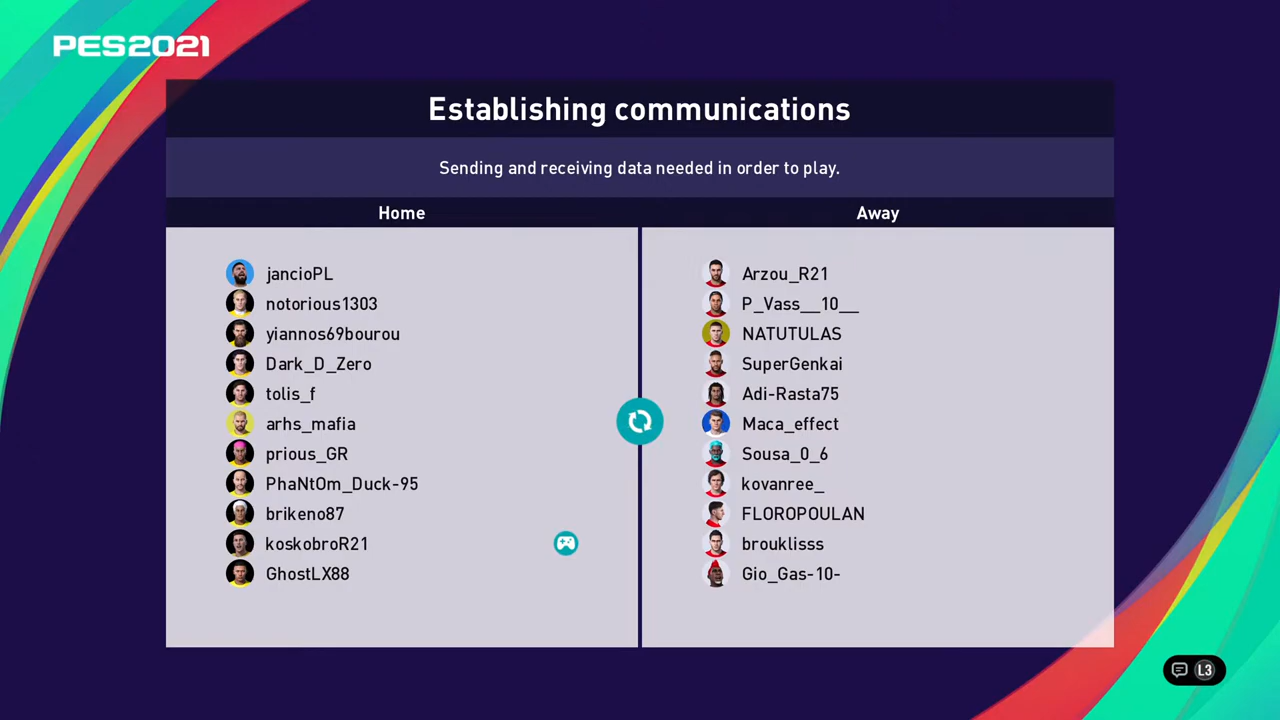 PES2021
Establishing communications
Sending and receiving data needed in order to play.
Home
Away
jancioPL
notorious1303
yiannos69bourou
Dark_D_Zero
tolis_f
arhs_mafia
prious_GR
PhaNtOm_Duck-95
brikeno87
koskobroR21
GhostLX88
Arzou_R21
P_Vass__10__
NATUTULAS
SuperGenkai
Adi-Rasta75
Maca_effect
Sousa_0_6
kovanree_
FLOROPOULAN
brouklisss
Gio_Gas-10-
L3